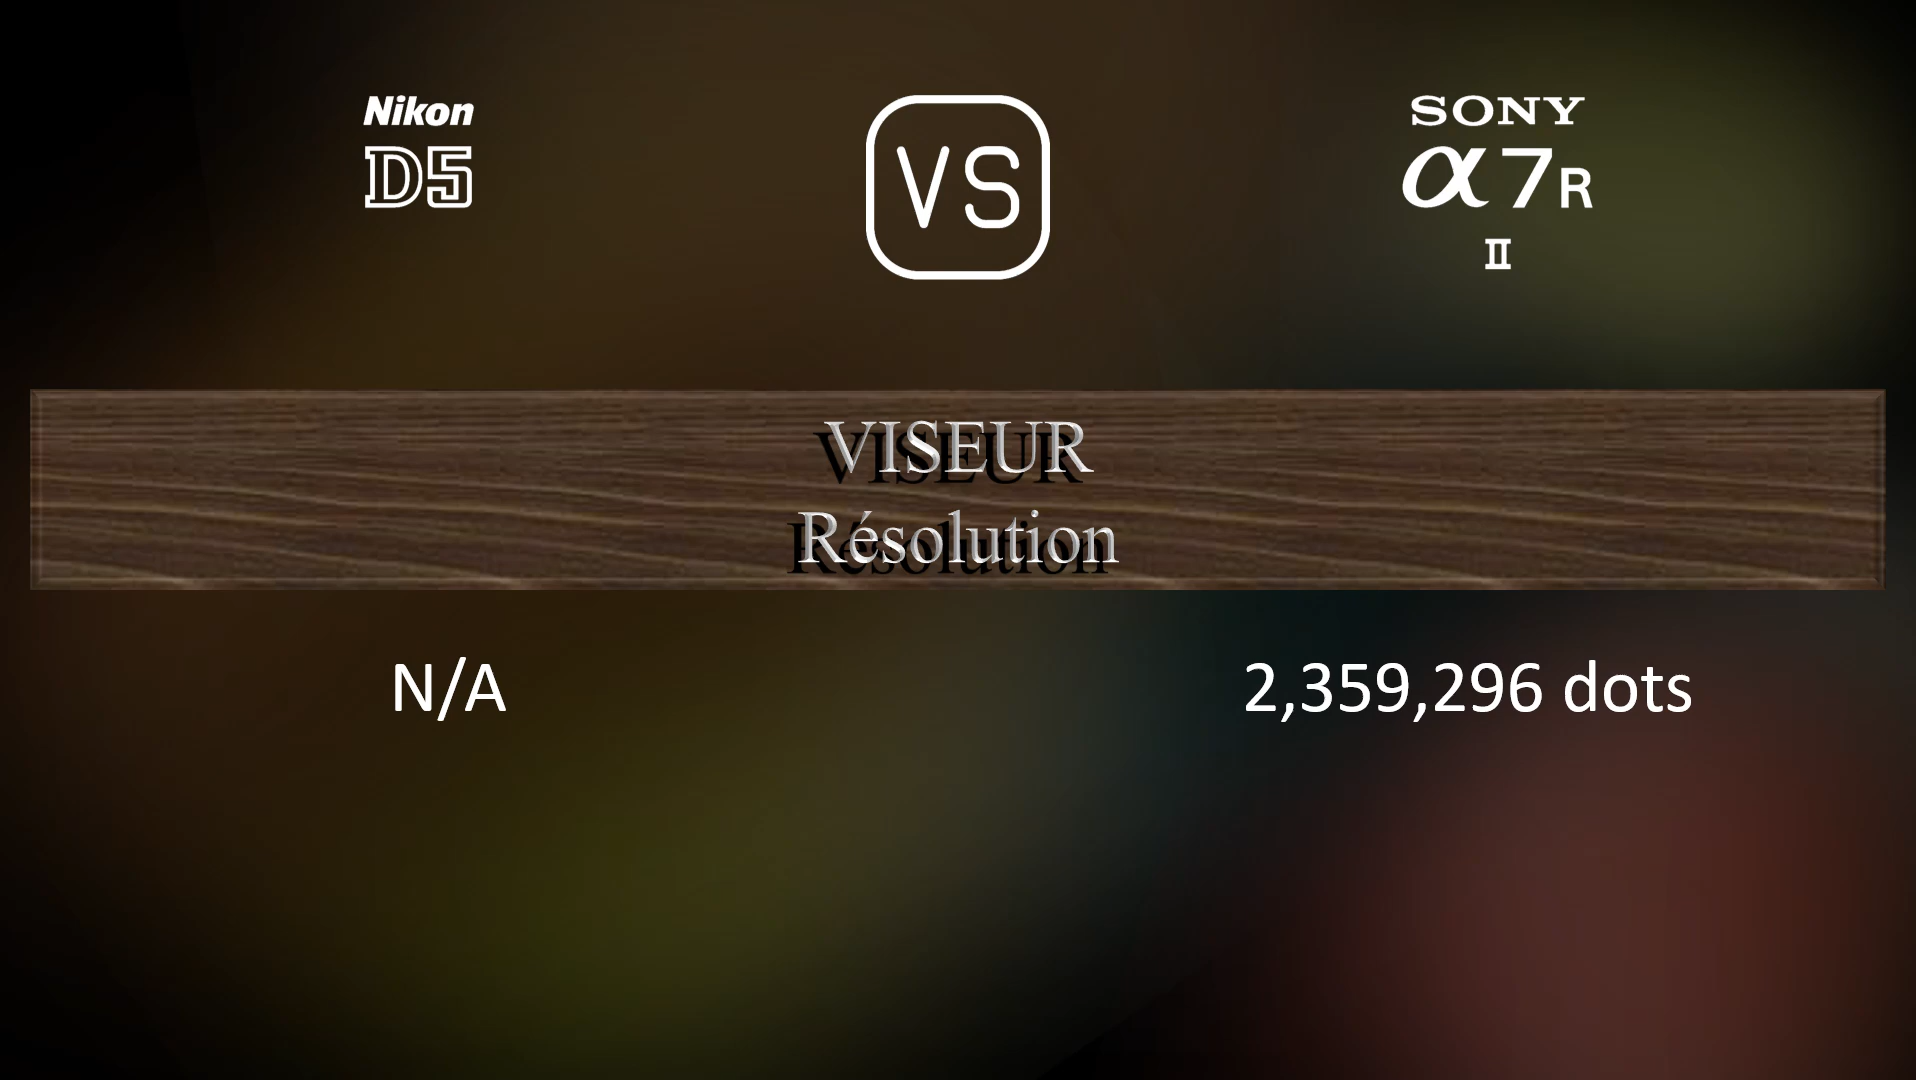 Nikon
D5
VS
SONY
α7R
II
VISEUR
Résolution
N/A
2,359,296 dots